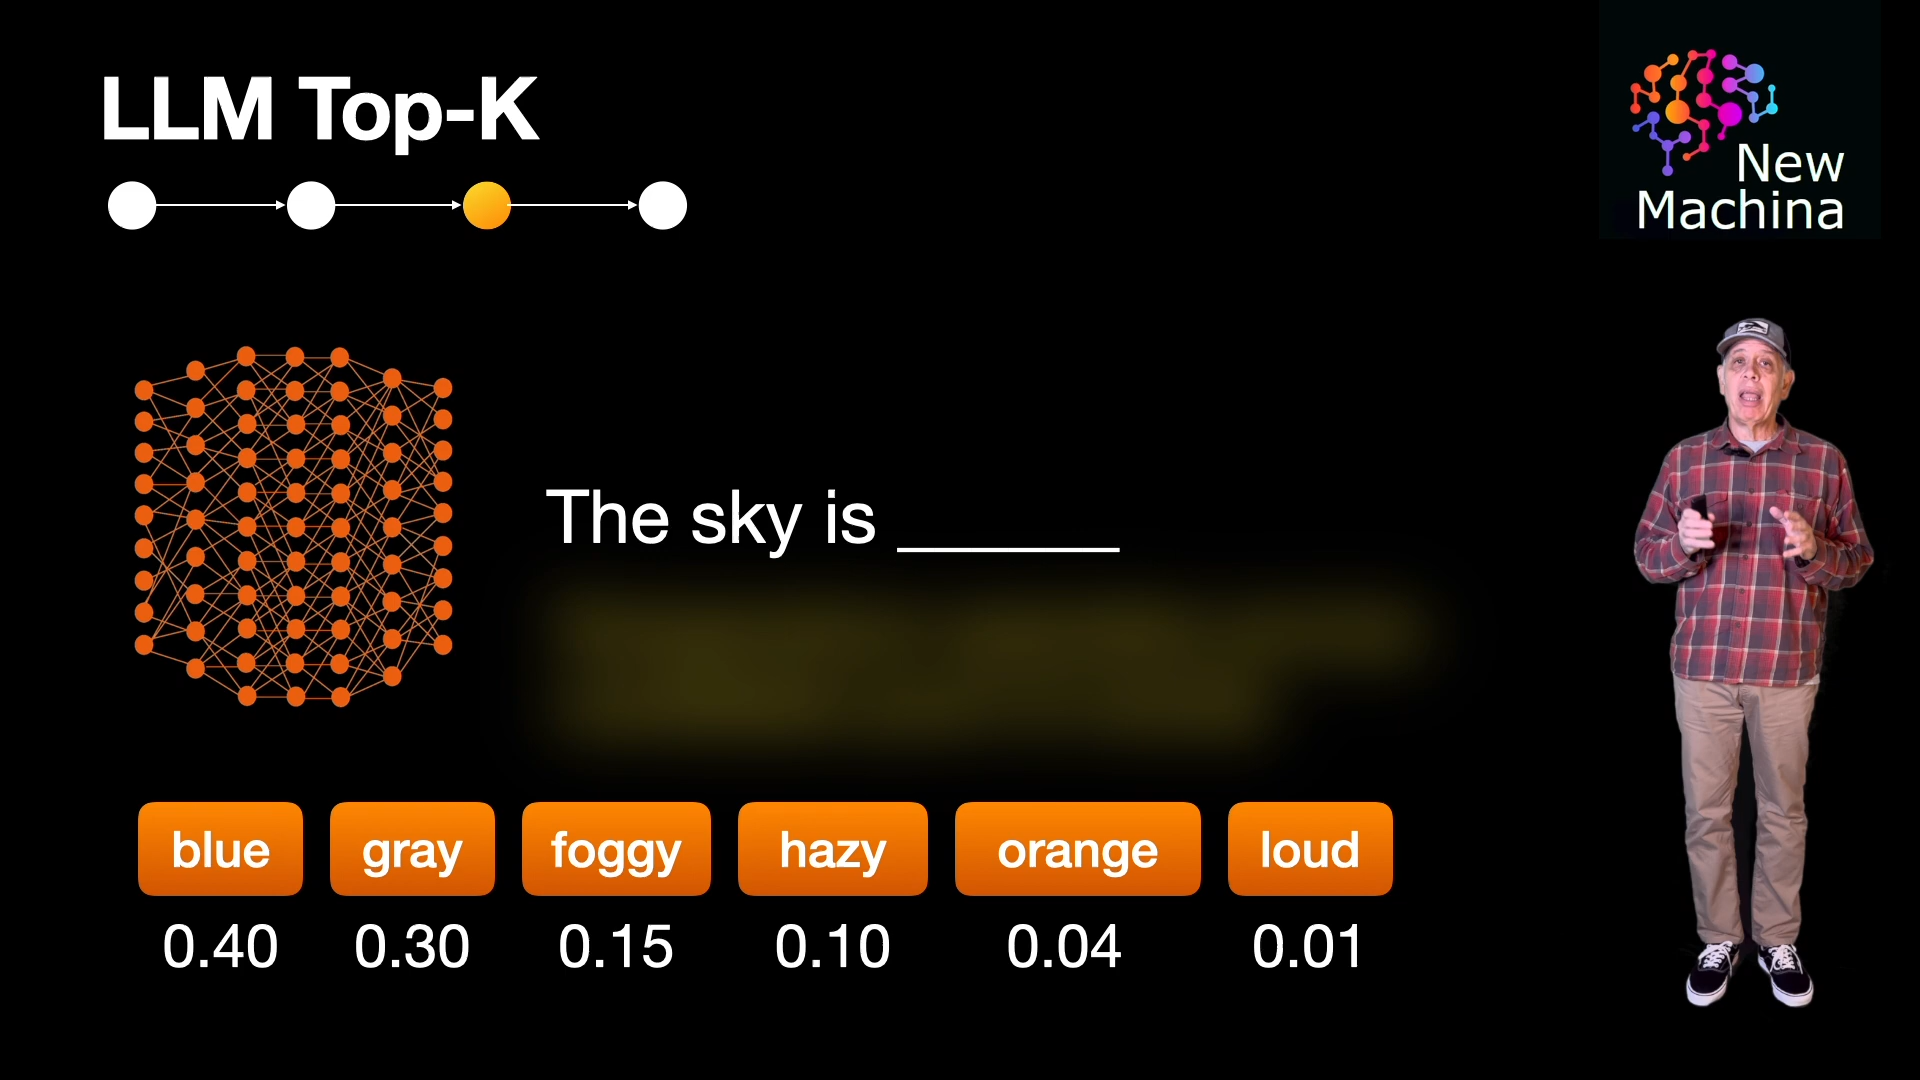 LLM Top-K
New
Machina
The sky is ______
blue gray foggy hazy orange loud
0.40 0.30 0.15 0.10 0.04 0.01